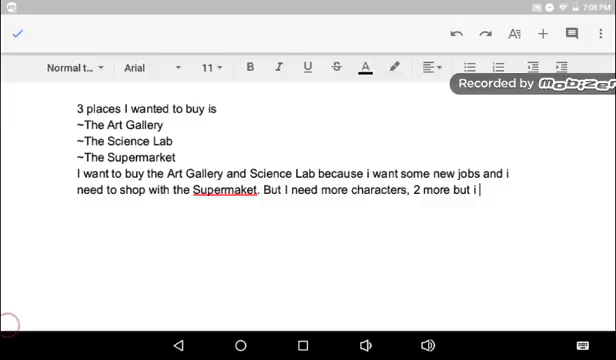 7:08 PM
Normal t...
Arial
11
B
I
U
S
A
Recorded by mobizen
3 places I wanted to buy is
~The Art Gallery
~The Science Lab
~The Supermarket
I want to buy the Art Gallery and Science Lab because i want some new jobs and i
need to shop with the Supermaket. But I need more characters, 2 more but i